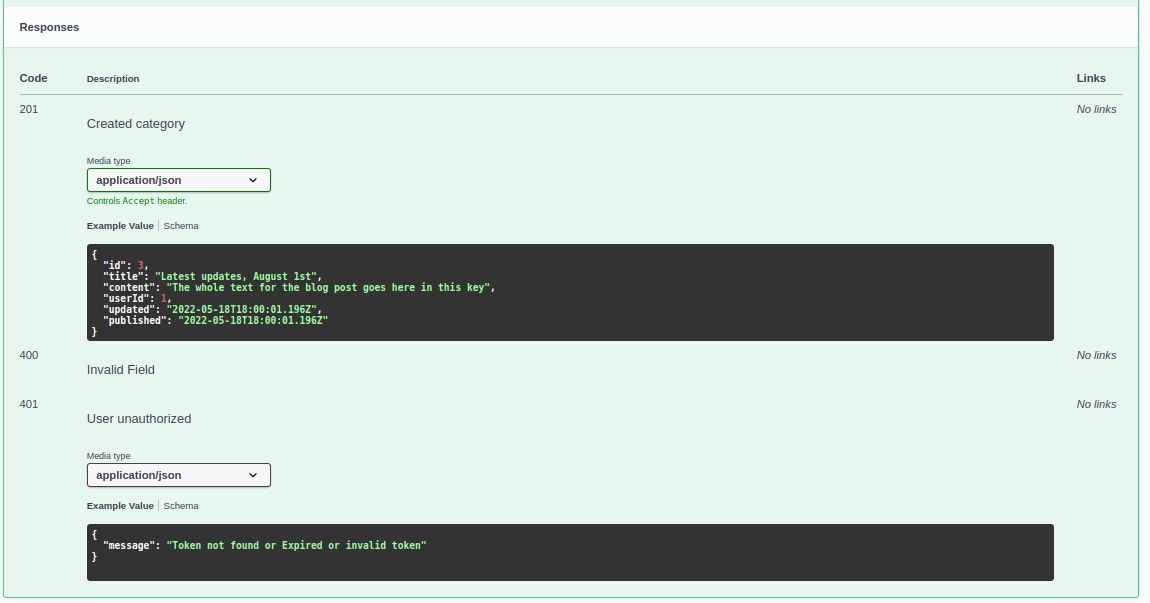 Responses
Code Description Links
201 No links
Created category
Media type
application/json
Controls Accept header.
Example Value Schema
{
"id": 3,
"title": "Latest updates, August 1st",
"content": "The whole text for the blog post goes here in this key",
"userId": 1,
"updated": "2022-05-18T18:00:01.196Z",
"published": "2022-05-18T18:00:01.196Z"
}
400 No links
Invalid Field
401 No links
User unauthorized
Media type
application/json
Example Value Schema
{
"message": "Token not found or Expired or invalid token"
}